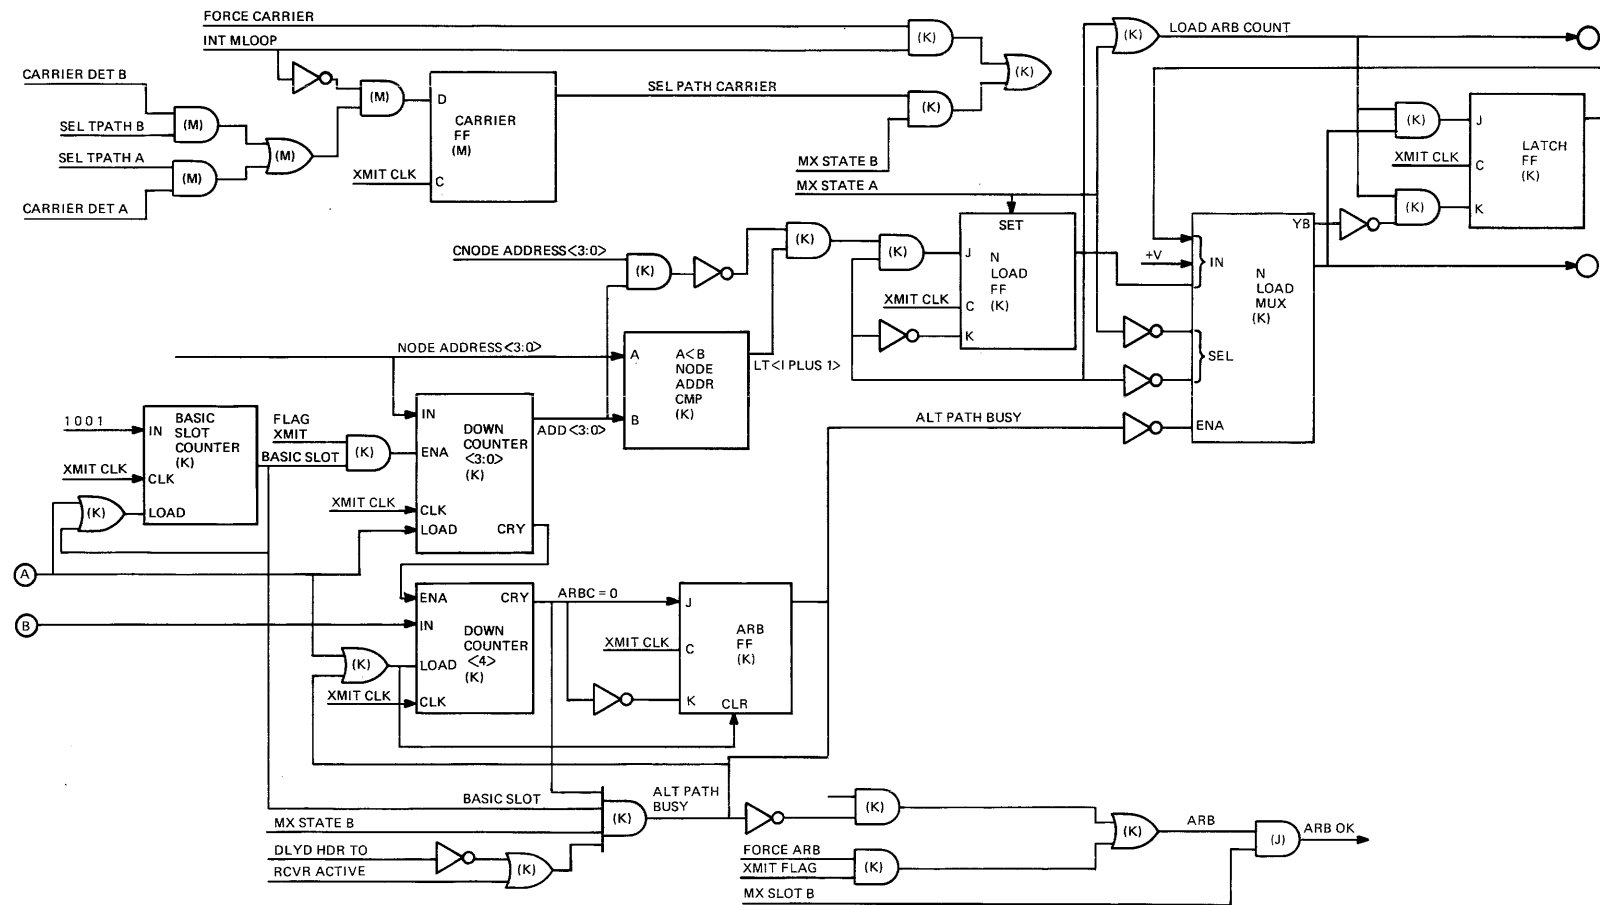 FORCE CARRIER
INT MLOOP
(K)
(K)
LOAD ARB COUNT
(K)
CARRIER DET B
(M)
D
CARRIER
FF
(M)
XMIT CLK
C
SEL PATH CARRIER
(K)
SEL TPATH B
(M)
(M)
SEL TPATH A
(M)
CARRIER DET A
MX STATE B
MX STATE A
(K)
J
LATCH
FF
(K)
XMIT CLK
C
(K)
K
CNODE ADDRESS<3:0>
(K)
(K)
(K)
SET
J
N
LOAD
FF
(K)
XMIT CLK
C
K
YB
+V
IN
N
LOAD
MUX
(K)
SEL
ENA
NODE ADDRESS<3:0>
A
A<B
NODE
ADDR
CMP
(K)
B
LT<I PLUS 1>
ALT PATH BUSY
1001
IN
BASIC
SLOT
COUNTER
(K)
XMIT CLK
CLK
LOAD
(K)
FLAG
XMIT
BASIC SLOT
(K)
IN
ENA
DOWN
COUNTER
<3:0>
(K)
XMIT CLK
CLK
LOAD
CRY
ADD<3:0>
A
B
ENA
CRY
IN
DOWN
COUNTER
<4>
(K)
LOAD
(K)
XMIT CLK
CLK
ARBC = 0
J
ARB
FF
(K)
XMIT CLK
C
K
CLR
BASIC SLOT
MX STATE B
DLYD HDR TO
RCVR ACTIVE
(K)
(K)
ALT PATH
BUSY
(K)
FORCE ARB
XMIT FLAG
(K)
MX SLOT B
(K)
ARB
(J)
ARB OK